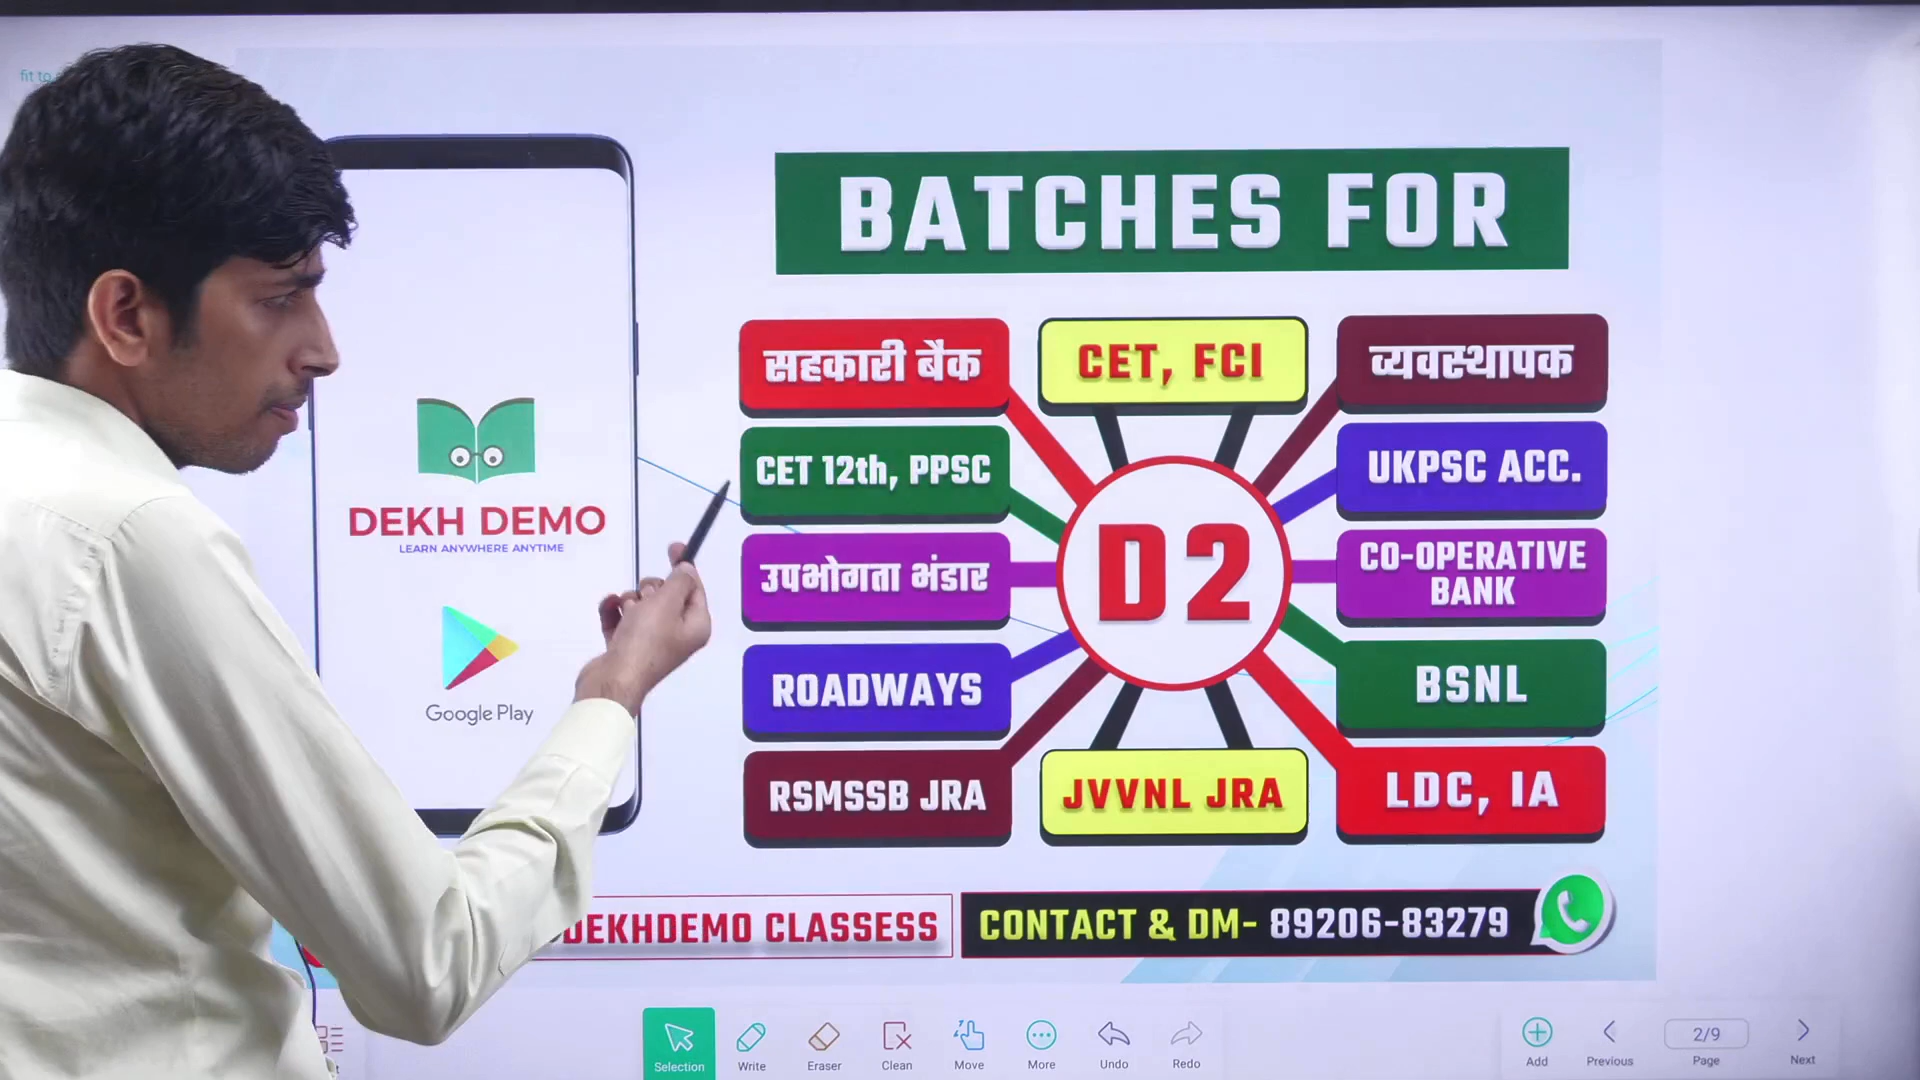 fit to
BATCHES FOR
सहकारी बैंक
CET, FCI
व्यवस्थापक
CET 12th, PPSC
UKPSC ACC.
उपभोगता भंडार
D2
CO-OPERATIVE
BANK
ROADWAYS
BSNL
RSMSSB JRA
JVVNL JRA
LDC, IA
DEKH DEMO
LEARN ANYWHERE ANYTIME
Google Play
DEKHDEMO CLASSESS
CONTACT & DM- 89206-83279
Selection
Write
Eraser
Clean
Move
More
Undo
Redo
Add
Previous
2/9
Page
Next